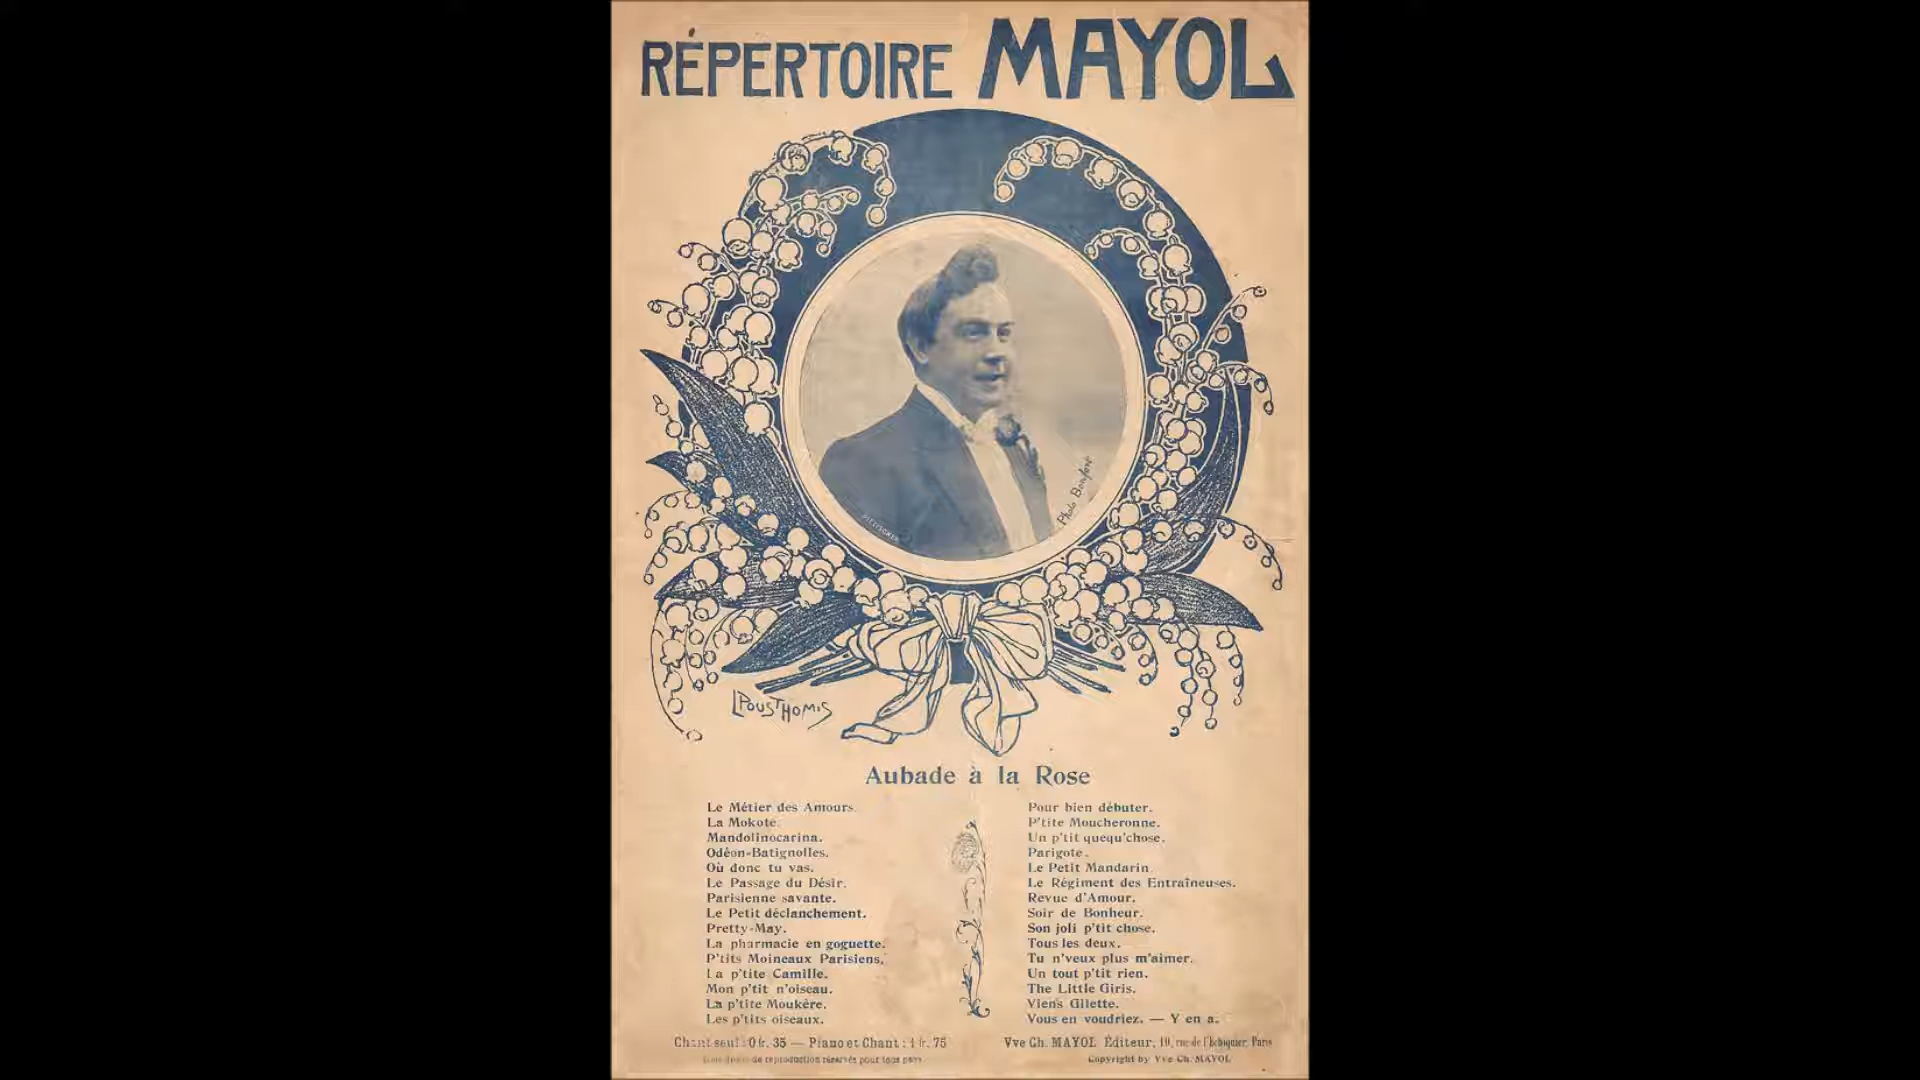 RÉPERTOIRE MAYOL
Photo Bonfort
LPOUSTHOMIS
Aubade à la Rose
Le Métier des Amours.
La Mokote.
Mandolinocarina.
Odéon-Batignolles.
Où donc tu vas.
Le Passage du Désir.
Parisienne savante.
Le Petit déclanchement.
Pretty-May.
La pharmacie en goguette.
P'tits Moineaux Parisiens.
La p'tite Camille.
Mon p'tit n'oiseau.
La p'tite Moukère.
Les p'tits oiseaux.
Pour bien débuter.
P'tite Moucheronne.
Un p'tit quequ'chose.
Parigote.
Le Petit Mandarin.
Le Régiment des Entraîneuses.
Revue d'Amour.
Soir de Bonheur.
Son joli p'tit chose.
Tous les deux.
Tu n'veux plus m'aimer.
Un tout p'tit rien.
The Little Giris.
Viens Gilette.
Vous en voudriez. — Y en a.
Chant seul : 0 fr. 35 — Piano et Chant : 1 fr. 75
de reproduction réservés pour tous pays.
Vve Ch. MAYOL Éditeur, 10, rue de l'Echiquier, Paris
Copyright by Vve Ch. MAYOL